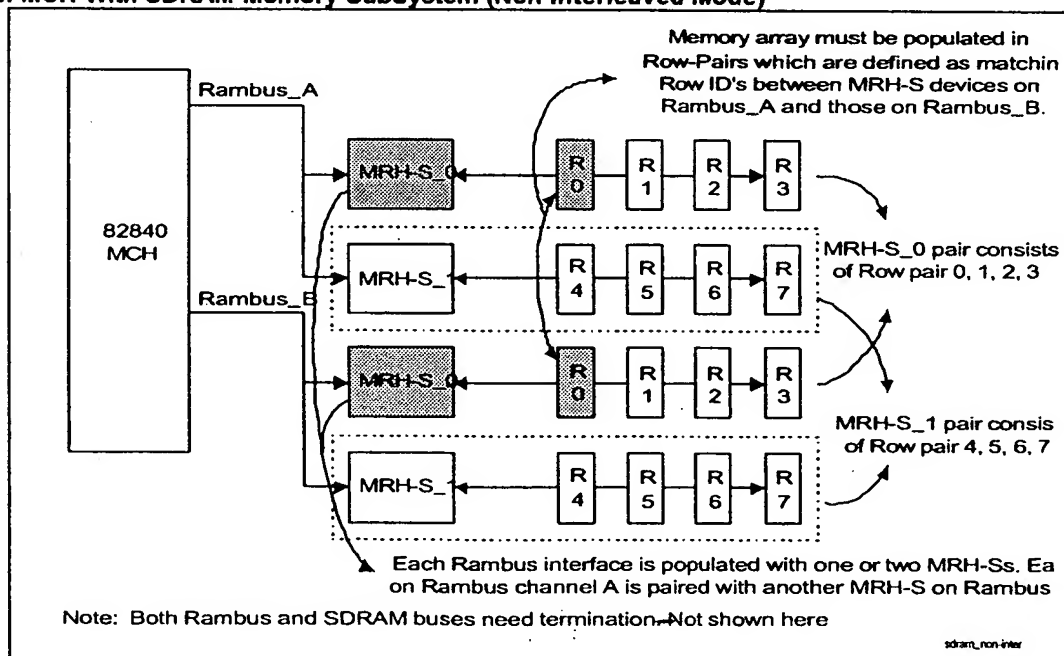 MCH With SDRAM Memory Subsystem (Non-Interleaved Mode)
Memory array must be populated in
Row-Pairs which are defined as matchin
Row ID's between MRH-S devices on
Rambus_A and those on Rambus_B.
Rambus_A
MRH-S_0
R 0
R 1
R 2
R 3
82840
MCH
MRH-S_
R 4
R 5
R 6
R 7
MRH-S_0 pair consists
of Row pair 0, 1, 2, 3
Rambus_B
MRH-S_0
R 0
R 1
R 2
R 3
MRH-S_
R 4
R 5
R 6
R 7
MRH-S_1 pair consis
of Row pair 4, 5, 6, 7
Each Rambus interface is populated with one or two MRH-Ss. Ea
on Rambus channel A is paired with another MRH-S on Rambus
Note: Both Rambus and SDRAM buses need termination. Not shown here
sdram_non-inter